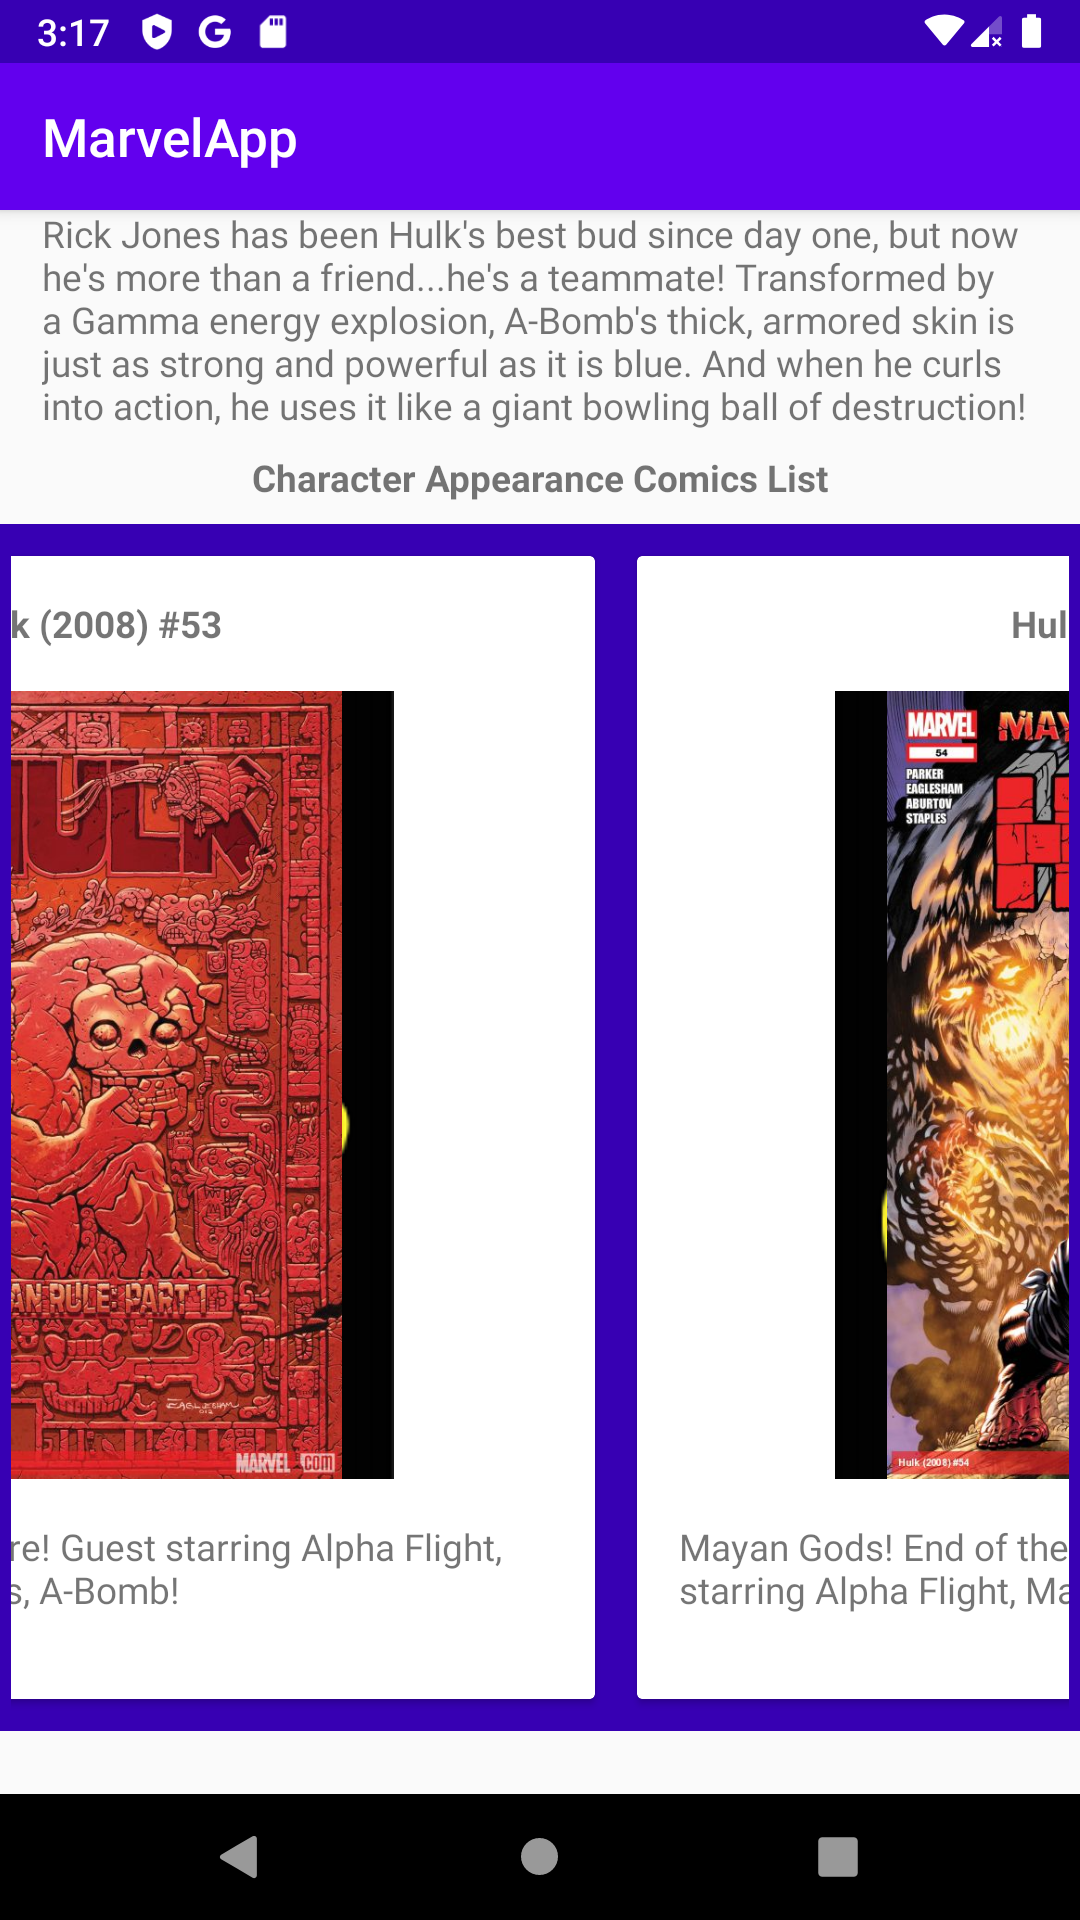 3:17
MarvelApp
Rick Jones has been Hulk's best bud since day one, but now
he's more than a friend...he's a teammate! Transformed by
a Gamma energy explosion, A-Bomb's thick, armored skin is
just as strong and powerful as it is blue. And when he curls
into action, he uses it like a giant bowling ball of destruction!
Character Appearance Comics List
k (2008) #53
Hul
MARVEL
54
PARKER
EAGLESHAM
ABURTOV
STAPLES
MAY
ULK
H
AN RULE: PART 1
EAGLESHAM
MARVEL.COM
Hulk (2008) #54
re! Guest starring Alpha Flight,
s, A-Bomb!
Mayan Gods! End of the
starring Alpha Flight, Ma